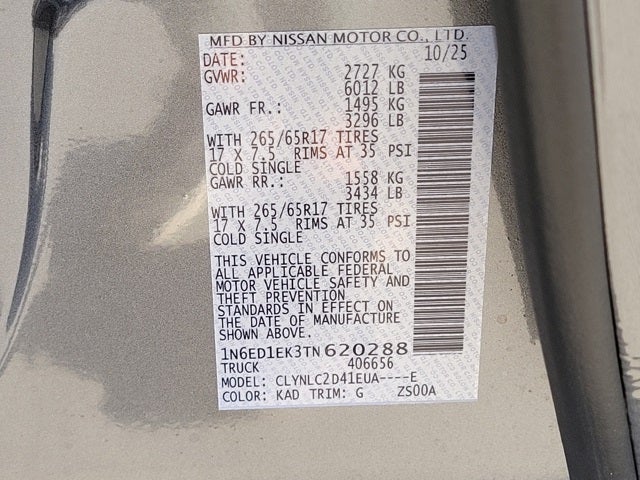 MFD BY NISSAN MOTOR CO., LTD.
DATE: 10/25
GVWR: 2727 KG
6012 LB
GAWR FR.: 1495 KG
3296 LB
WITH 265/65R17 TIRES
17 X 7.5 RIMS AT 35 PSI
COLD SINGLE
GAWR RR.: 1558 KG
3434 LB
WITH 265/65R17 TIRES
17 X 7.5 RIMS AT 35 PSI
COLD SINGLE
THIS VEHICLE CONFORMS TO
ALL APPLICABLE FEDERAL
MOTOR VEHICLE SAFETY AND
THEFT PREVENTION
STANDARDS IN EFFECT ON
THE DATE OF MANUFACTURE
SHOWN ABOVE.
1N6ED1EK3TN620288
TRUCK 406656
MODEL: CLYNLC2D41EUA----E
COLOR: KAD TRIM: G ZS00A